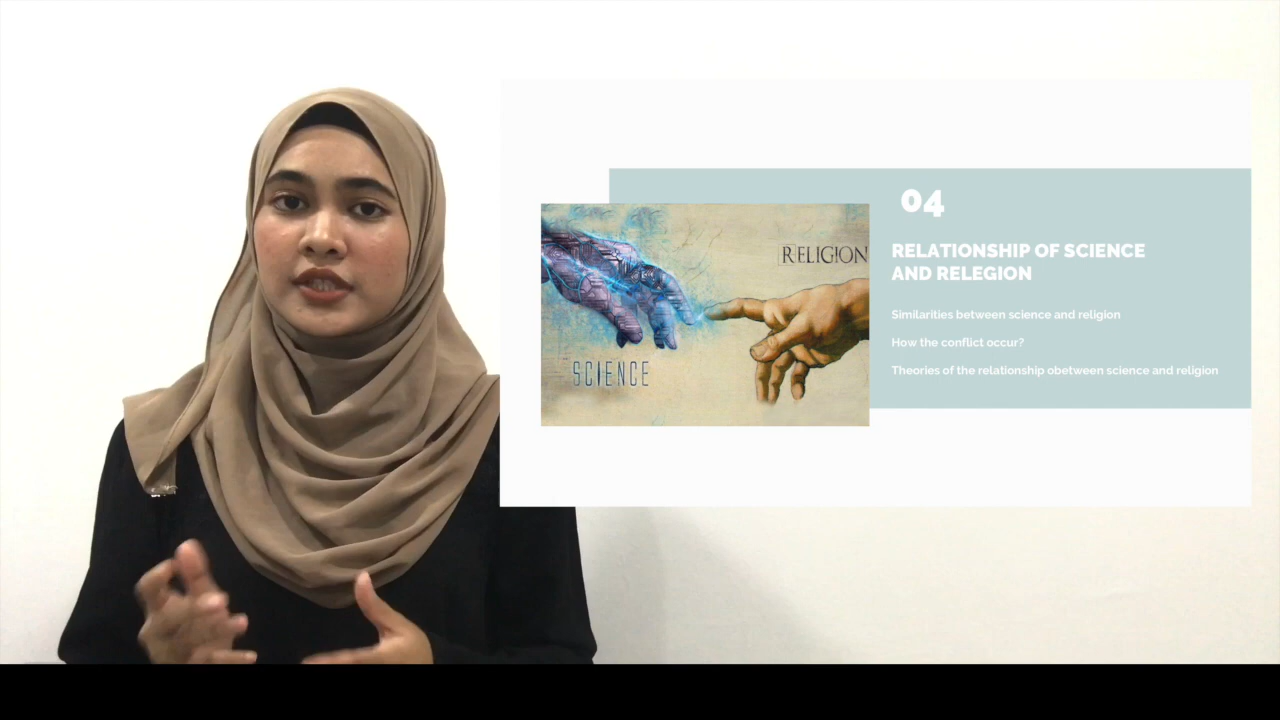 04
RELATIONSHIP OF SCIENCE
AND RELEGION
RELIGION
SCIENCE
Similarities between science and religion
How the conflict occur?
Theories of the relationship obetween science and religion